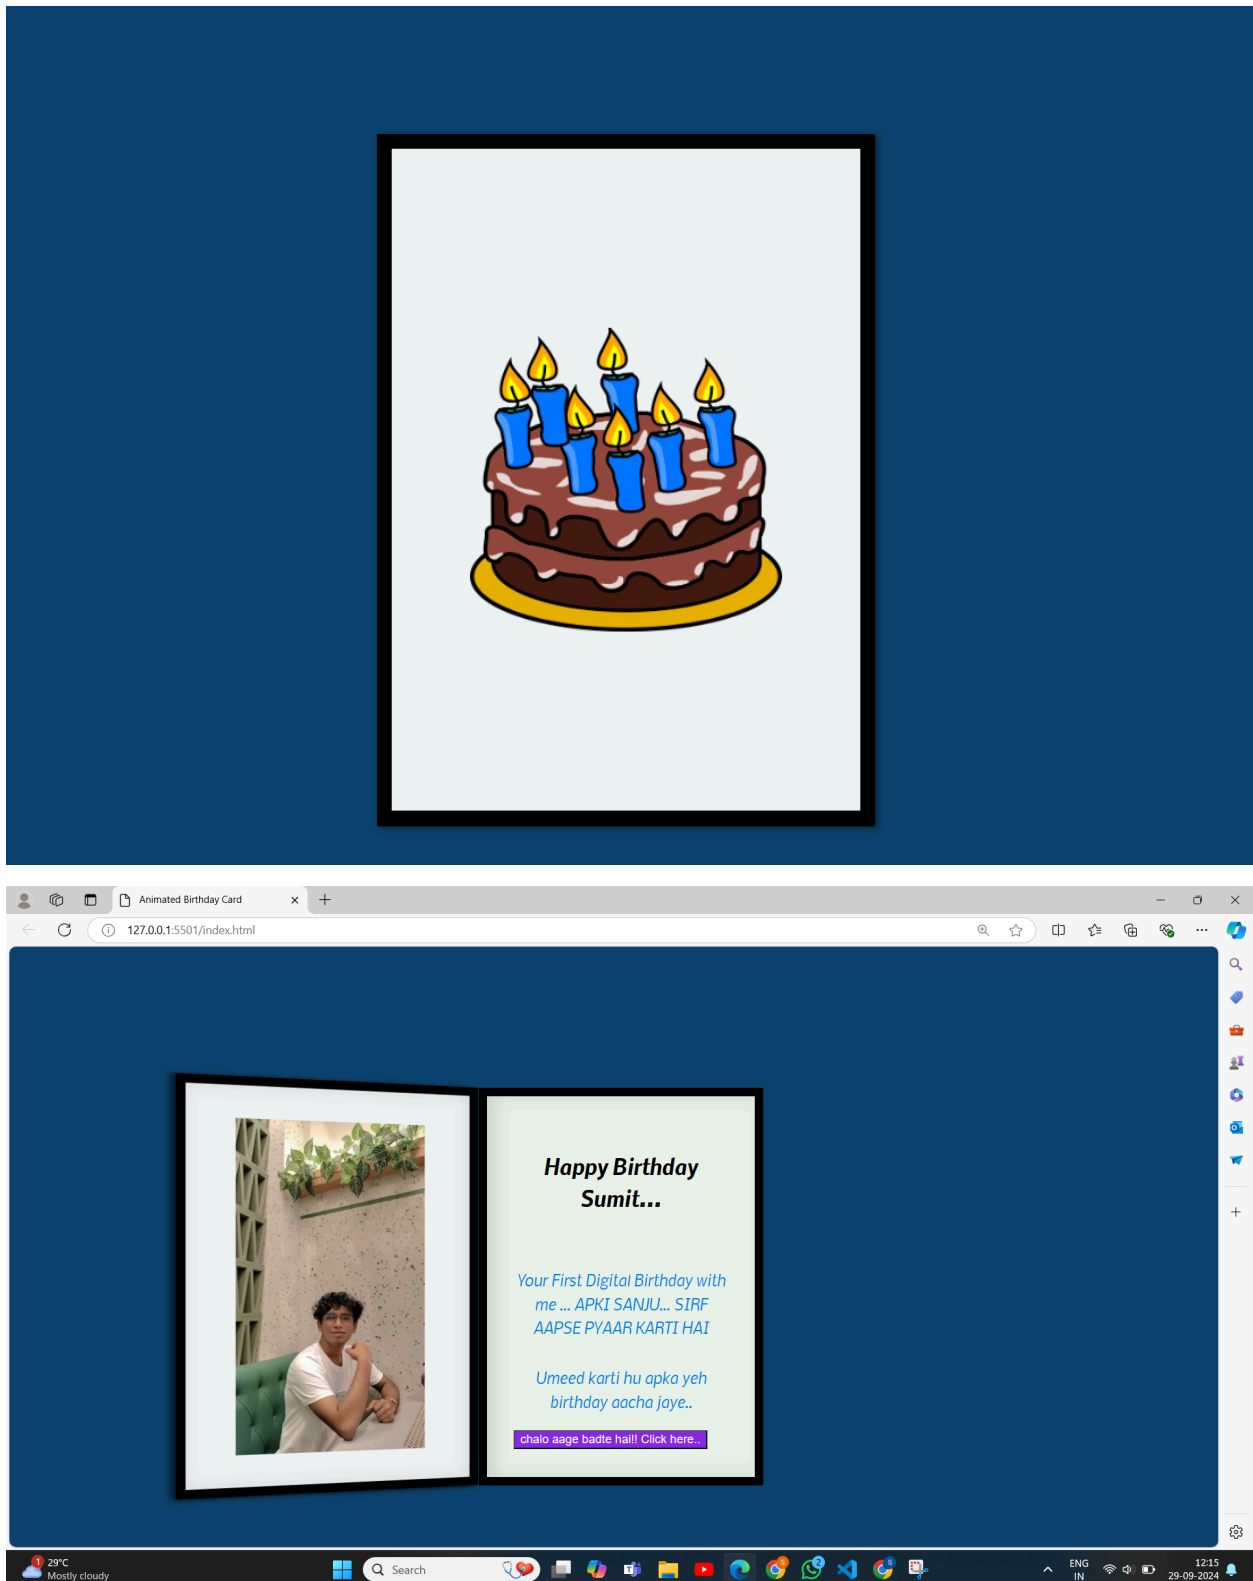 Animated Birthday Card
127.0.0.1:5501/index.html
Happy Birthday
Sumit...
Your First Digital Birthday with
me ... APKI SANJU... SIRF
AAPSE PYAAR KARTI HAI
Umeed karti hu apka yeh
birthday aacha jaye..
chalo aage badte hai!! Click here..
1
29°C
Mostly cloudy
Search
2
ENG
IN
12:15
29-09-2024